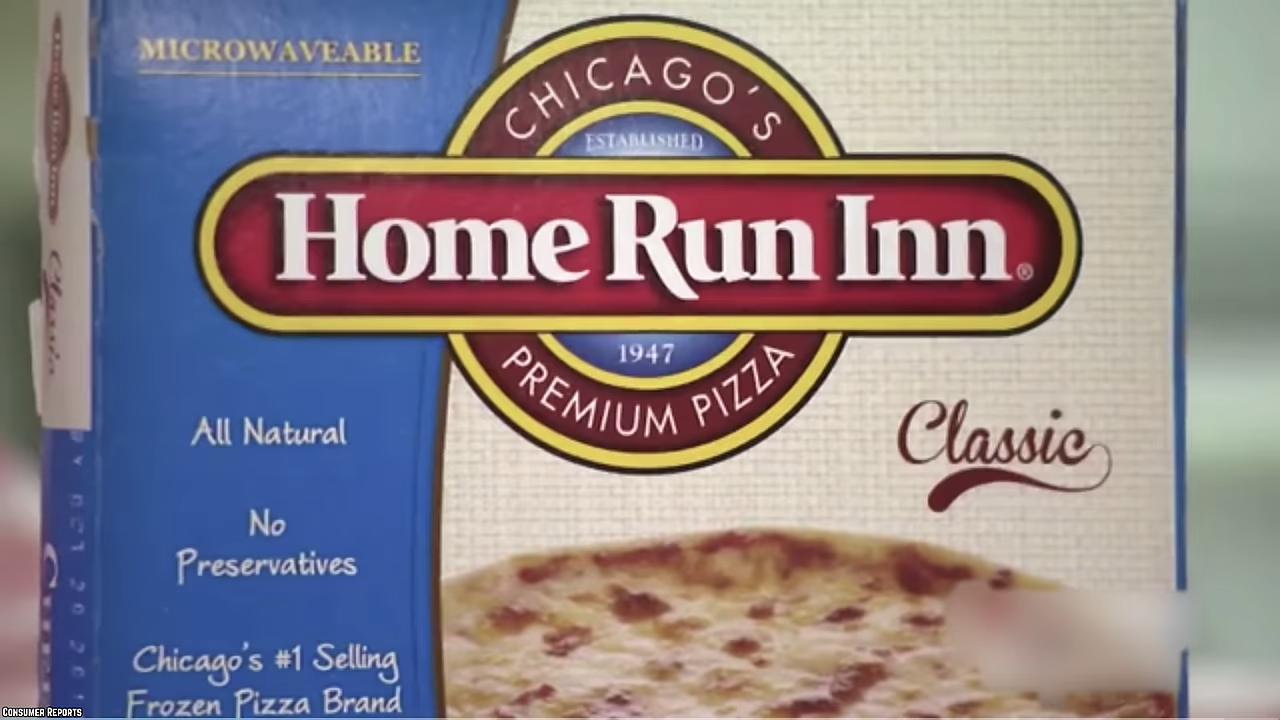 MICROWAVEABLE
CHICAGO'S
ESTABLISHED
Home Run Inn®
1947
PREMIUM PIZZA
Classic
All Natural
No
Preservatives
Chicago's #1 Selling
Frozen Pizza Brand
Classic
CONSUMER REPORTS